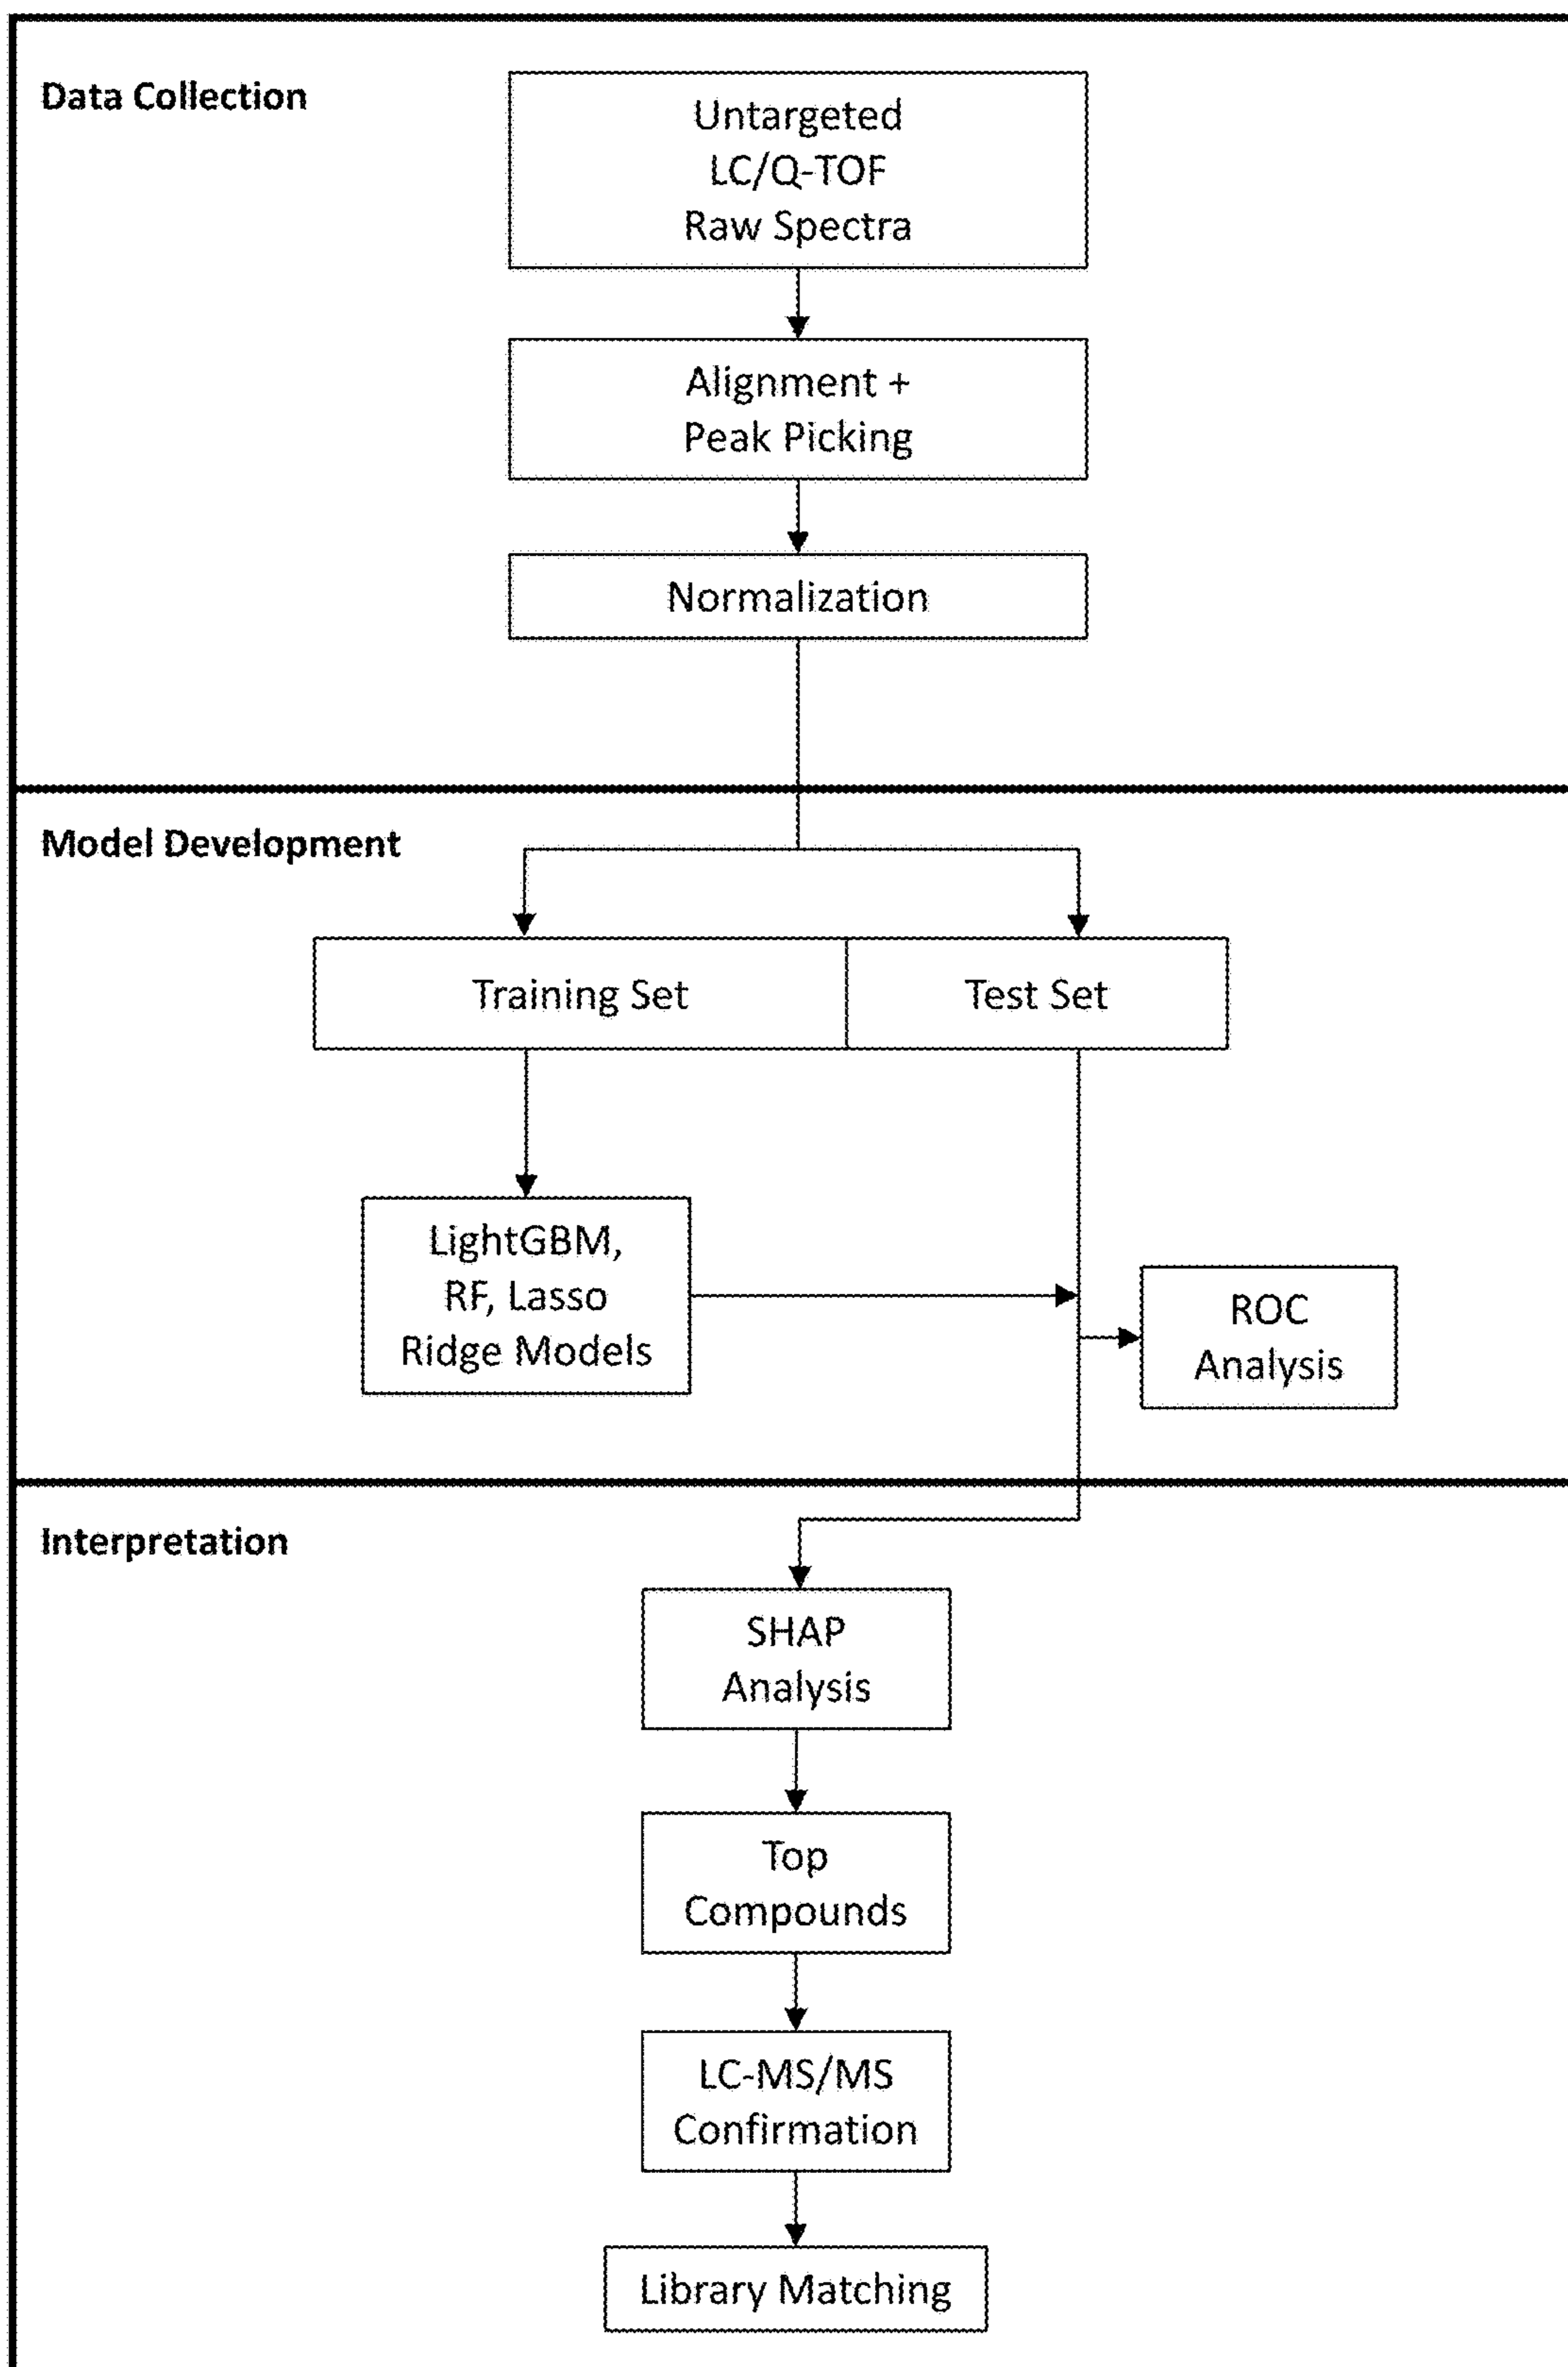 Data Collection
Untargeted
LC/Q-TOF
Raw Spectra
Alignment +
Peak Picking
Normalization
Model Development
Training Set
Test Set
LightGBM,
RF, Lasso
Ridge Models
ROC
Analysis
Interpretation
SHAP
Analysis
Top
Compounds
LC-MS/MS
Confirmation
Library Matching